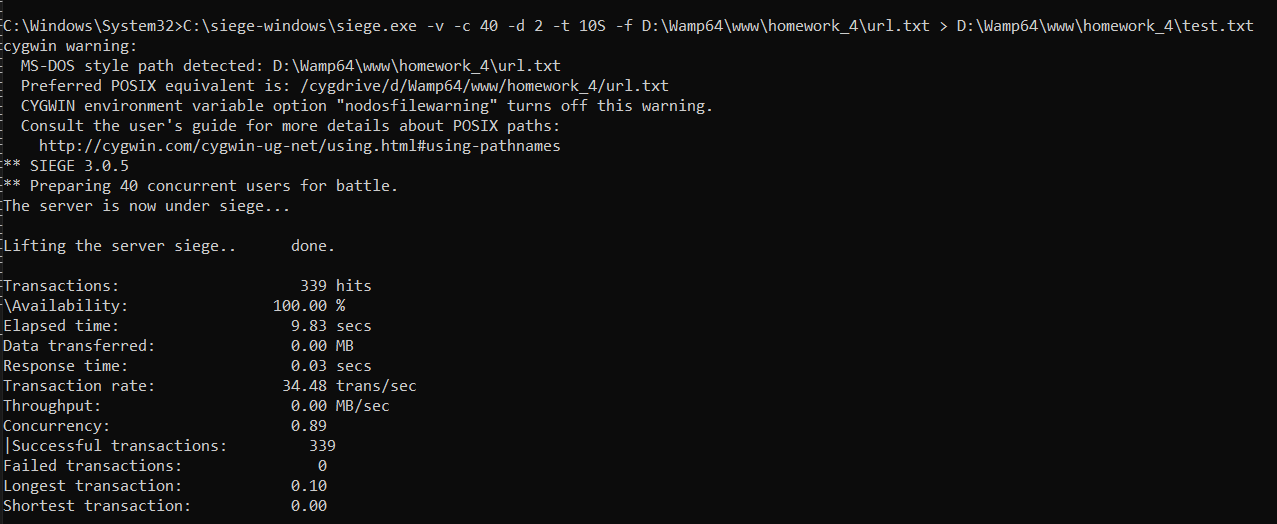 C:\Windows\System32>C:\siege-windows\siege.exe -v -c 40 -d 2 -t 10S -f D:\Wamp64\www\homework_4\url.txt > D:\Wamp64\www\homework_4\test.txt
cygwin warning:
  MS-DOS style path detected: D:\Wamp64\www\homework_4\url.txt
  Preferred POSIX equivalent is: /cygdrive/d/Wamp64/www/homework_4/url.txt
  CYGWIN environment variable option "nodosfilewarning" turns off this warning.
  Consult the user's guide for more details about POSIX paths:
    http://cygwin.com/cygwin-ug-net/using.html#using-pathnames
** SIEGE 3.0.5
** Preparing 40 concurrent users for battle.
The server is now under siege...
Lifting the server siege..      done.
Transactions:                    339 hits
\Availability:                100.00 %
Elapsed time:                   9.83 secs
Data transferred:               0.00 MB
Response time:                  0.03 secs
Transaction rate:              34.48 trans/sec
Throughput:                     0.00 MB/sec
Concurrency:                    0.89
|Successful transactions:         339
Failed transactions:               0
Longest transaction:            0.10
Shortest transaction:           0.00